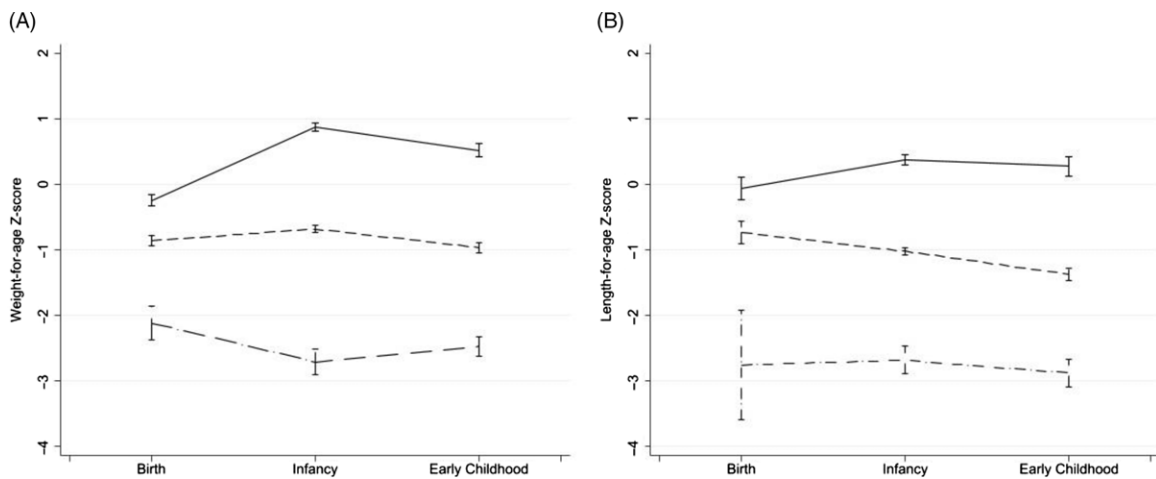 (A)
Weight-for-age Z-score
2
1
0
−1
−2
−3
−4
Birth Infancy Early Childhood
(B)
Length-for-age Z-score
2
1
0
−1
−2
−3
−4
Birth Infancy Early Childhood